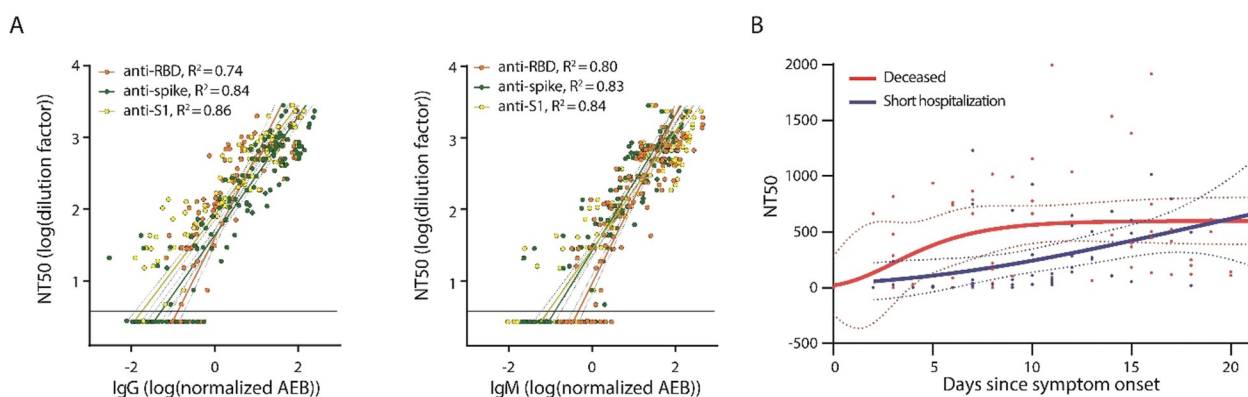 A
anti-RBD, R²=0.74
anti-spike, R²=0.84
anti-S1, R²=0.86
4
3
2
1
NT50 (log(dilution factor))
-2
0
2
IgG (log(normalized AEB))
anti-RBD, R²=0.80
anti-spike, R²=0.83
anti-S1, R²=0.84
4
3
2
1
NT50 (log(dilution factor))
-2
0
2
IgM (log(normalized AEB))
B
Deceased
Short hospitalization
2000
1500
1000
500
0
-500
NT50
0
5
10
15
20
Days since symptom onset